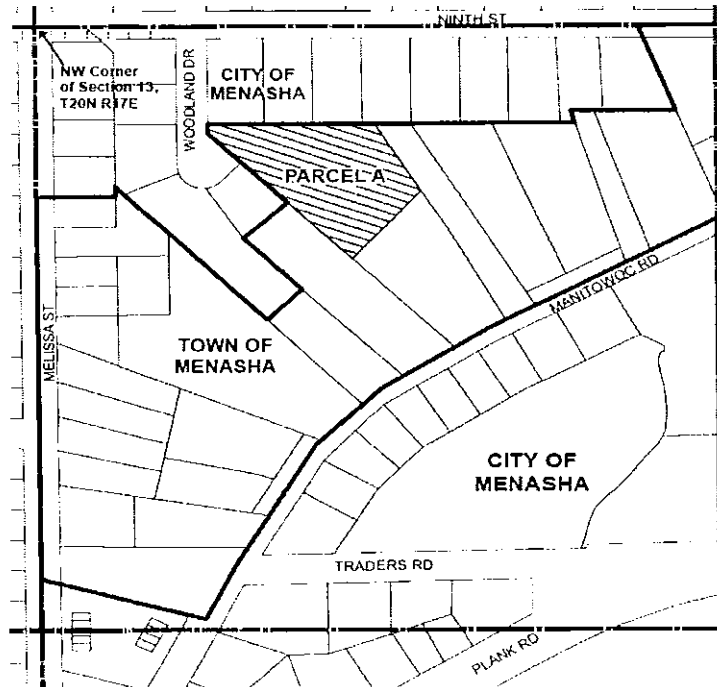 NINTH ST
NW Corner
of Section 13,
T20N R17E
WOODLAND DR
CITY OF
MENASHA
PARCEL A
MANITOWOC RD
MELISSA ST
TOWN OF
MENASHA
CITY OF
MENASHA
TRADERS RD
PLANK RD